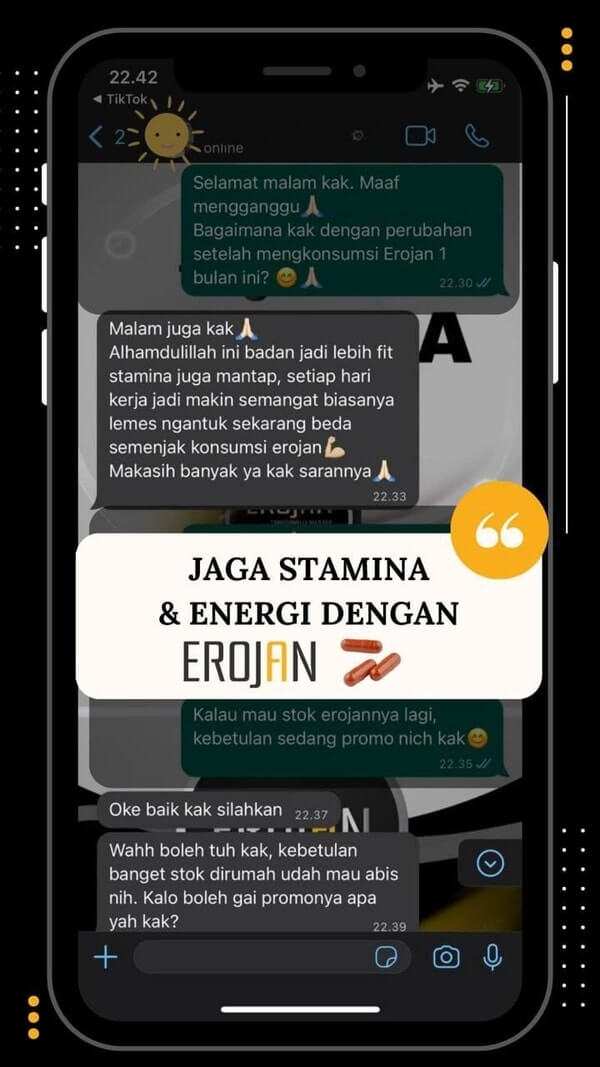 22.42
TikTok
2
online
Selamat malam kak. Maaf
mengganggu🙏🏻
Bagaimana kak dengan perubahan
setelah mengkonsumsi Erojan 1
bulan ini? 😊🙏🏻
22.30
A
Malam juga kak🙏🏻
Alhamdulillah ini badan jadi lebih fit
stamina juga mantap, setiap hari
kerja jadi makin semangat biasanya
lemes ngantuk sekarang beda
semenjak konsumsi erojan💪🏻
Makasih banyak ya kak sarannya🙏🏻
22.33
JAGA STAMINA
& ENERGI DENGAN
EROJAN
Kalau mau stok erojannya lagi,
kebetulan sedang promo nich kak😊
22.35
Oke baik kak silahkan
22.37
Wahh boleh tuh kak, kebetulan
banget stok dirumah udah mau abis
nih. Kalo boleh gai promonya apa
yah kak?
22.39